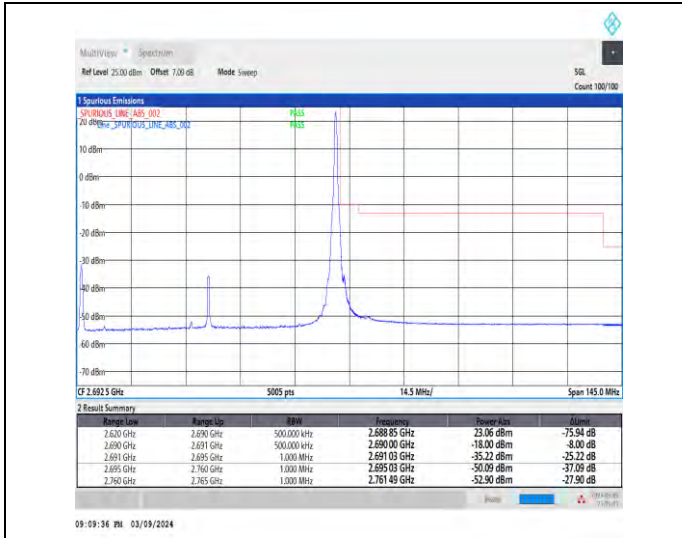 MultiView Spectrum
Ref Level 25.00 dBm Offset 7.09 dB Mode Sweep SGL
Count 100/100
1 Spurious Emissions
SPURIOUS_LINE_ABS_002 PASS
20 dBm Line_SPURIOUS_LINE_ABS_002 PASS
10 dBm
0 dBm
-10 dBm
-20 dBm
-30 dBm
-40 dBm
-50 dBm
-60 dBm
-70 dBm
CF 2.6925 GHz 5005 pts 14.5 MHz/ Span 145.0 MHz
2 Result Summary
Range Low Range Up RBW Frequency Power Abs ΔLimit
2.620 GHz 2.690 GHz 500.000 kHz 2.688 85 GHz 23.06 dBm -75.94 dB
2.690 GHz 2.691 GHz 500.000 kHz 2.690 00 GHz -18.00 dBm -8.00 dB
2.691 GHz 2.695 GHz 1.000 MHz 2.691 03 GHz -35.22 dBm -25.22 dB
2.695 GHz 2.760 GHz 1.000 MHz 2.695 03 GHz -50.09 dBm -37.09 dB
2.760 GHz 2.765 GHz 1.000 MHz 2.761 49 GHz -52.90 dBm -27.90 dB
09:09:36 PM 03/09/2024